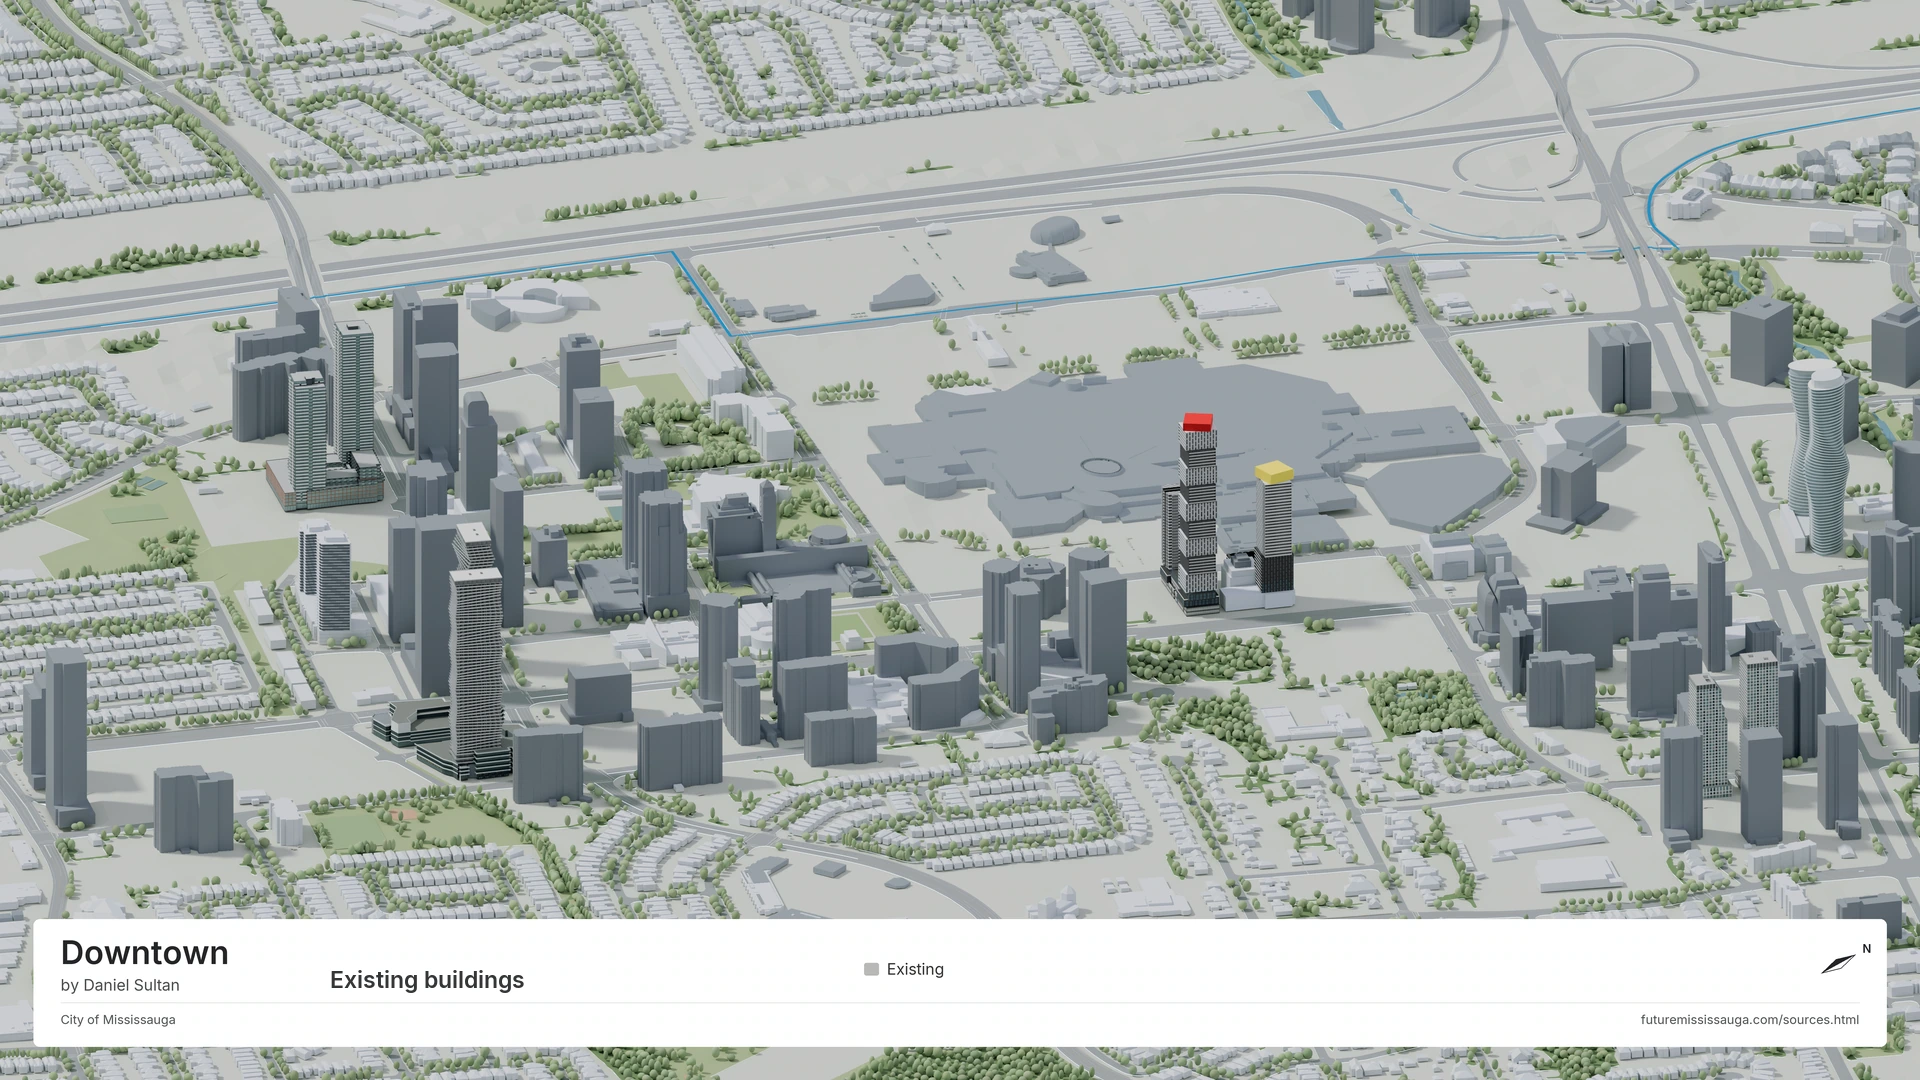 Downtown
by Daniel Sultan
Existing buildings
Existing
N
City of Mississauga
futuremississauga.com/sources.html